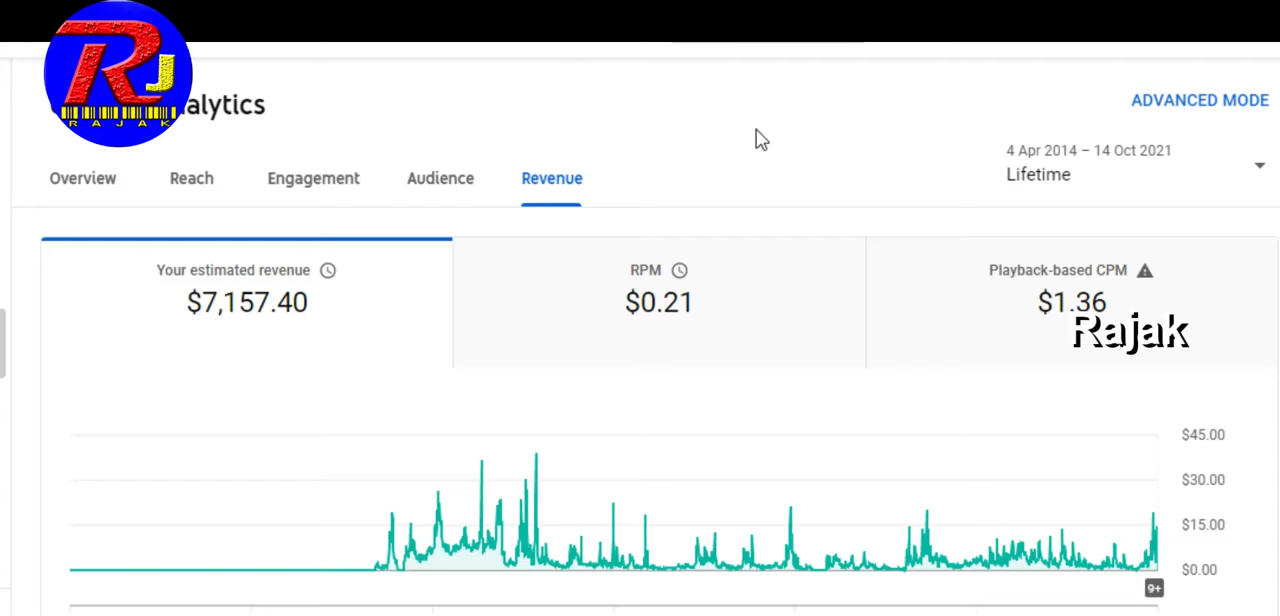 RJ
RAJAK
alytics
ADVANCED MODE
4 Apr 2014 – 14 Oct 2021
Lifetime
Overview
Reach
Engagement
Audience
Revenue
Your estimated revenue
$7,157.40
RPM
$0.21
Playback-based CPM
$1.36
Rajak
$45.00
$30.00
$15.00
$0.00
9+